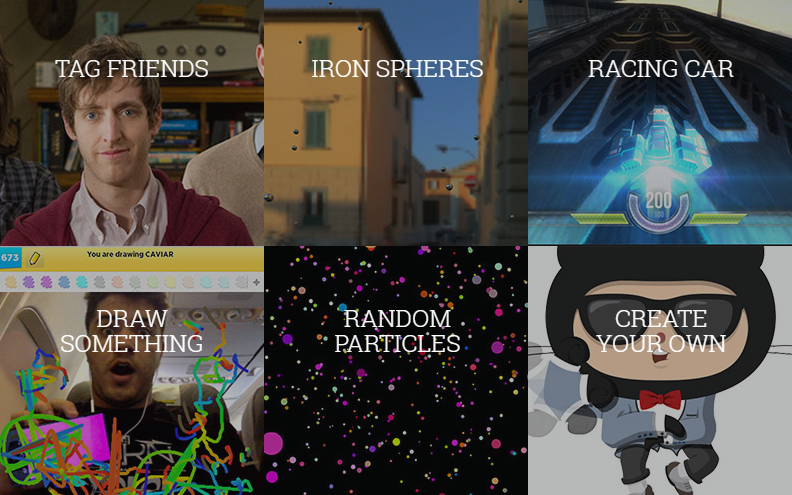 TAG FRIENDS
IRON SPHERES
RACING CAR
200
100
673
You are drawing CAVIAR
DRAW
SOMETHING
RANDOM
PARTICLES
CREATE
YOUR OWN